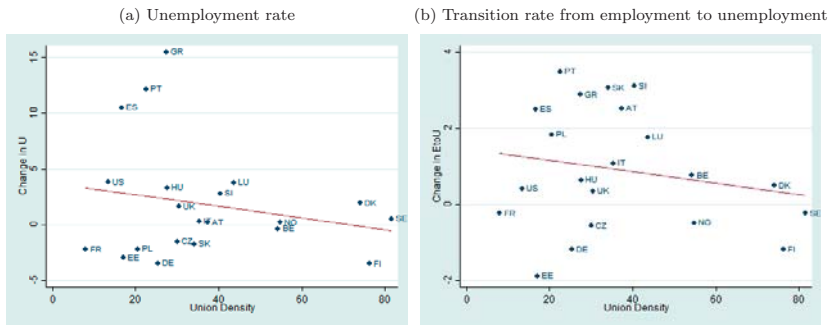 (a) Unemployment rate
(b) Transition rate from employment to unemployment
Change in U
15
10
5
0
-5
GR
PT
ES
US
HU
LU
SI
UK
IT
AT
NO
BE
DK
SE
FR
PL
CZ
SK
EE
DE
FI
0
20
40
60
80
Union Density
Change in EtoU
4
2
0
-2
PT
GR
SK
SI
ES
AT
PL
LU
IT
HU
BE
US
UK
DK
FR
SE
CZ
NO
DE
FI
EE
0
20
40
60
80
Union Density